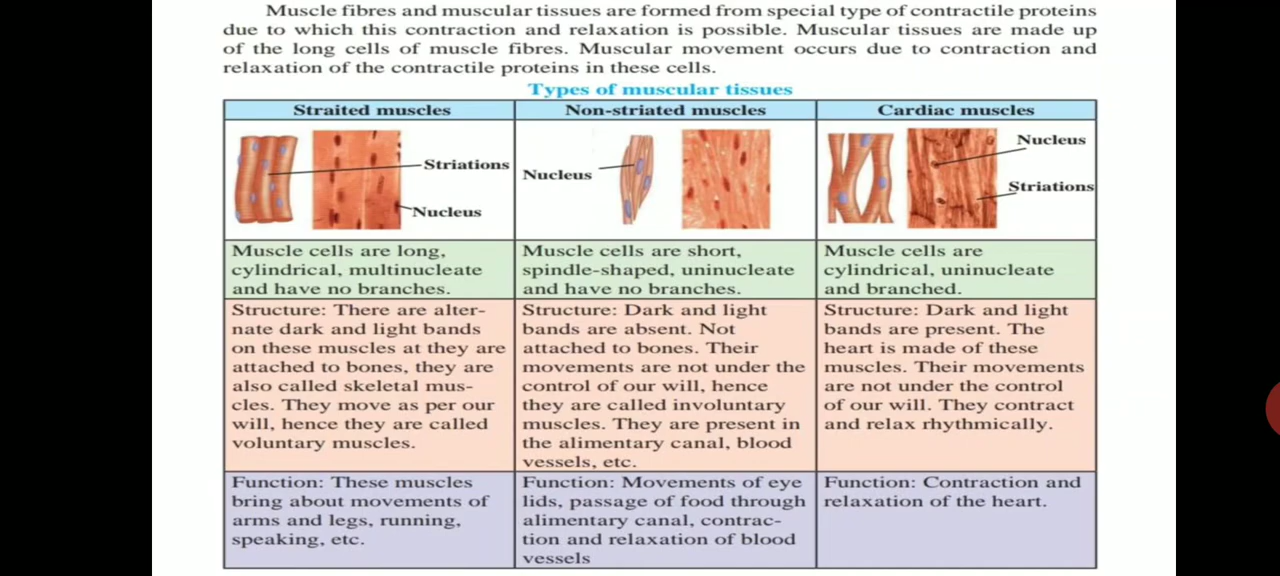 Muscle fibres and muscular tissues are formed from special type of contractile proteins
due to which this contraction and relaxation is possible. Muscular tissues are made up
of the long cells of muscle fibres. Muscular movement occurs due to contraction and
relaxation of the contractile proteins in these cells.
Types of muscular tissues
Straited muscles
Striations
Nucleus
Muscle cells are long,
cylindrical, multinucleate
and have no branches.
Structure: There are alter-
nate dark and light bands
on these muscles at they are
attached to bones, they are
also called skeletal mus-
cles. They move as per our
will, hence they are called
voluntary muscles.
Function: These muscles
bring about movements of
arms and legs, running,
speaking, etc.
Non-striated muscles
Nucleus
Muscle cells are short,
spindle-shaped, uninucleate
and have no branches.
Structure: Dark and light
bands are absent. Not
attached to bones. Their
movements are not under the
control of our will, hence
they are called involuntary
muscles. They are present in
the alimentary canal, blood
vessels, etc.
Function: Movements of eye
lids, passage of food through
alimentary canal, contrac-
tion and relaxation of blood
vessels
Cardiac muscles
Nucleus
Striations
Muscle cells are
cylindrical, uninucleate
and branched.
Structure: Dark and light
bands are present. The
heart is made of these
muscles. Their movements
are not under the control
of our will. They contract
and relax rhythmically.
Function: Contraction and
relaxation of the heart.